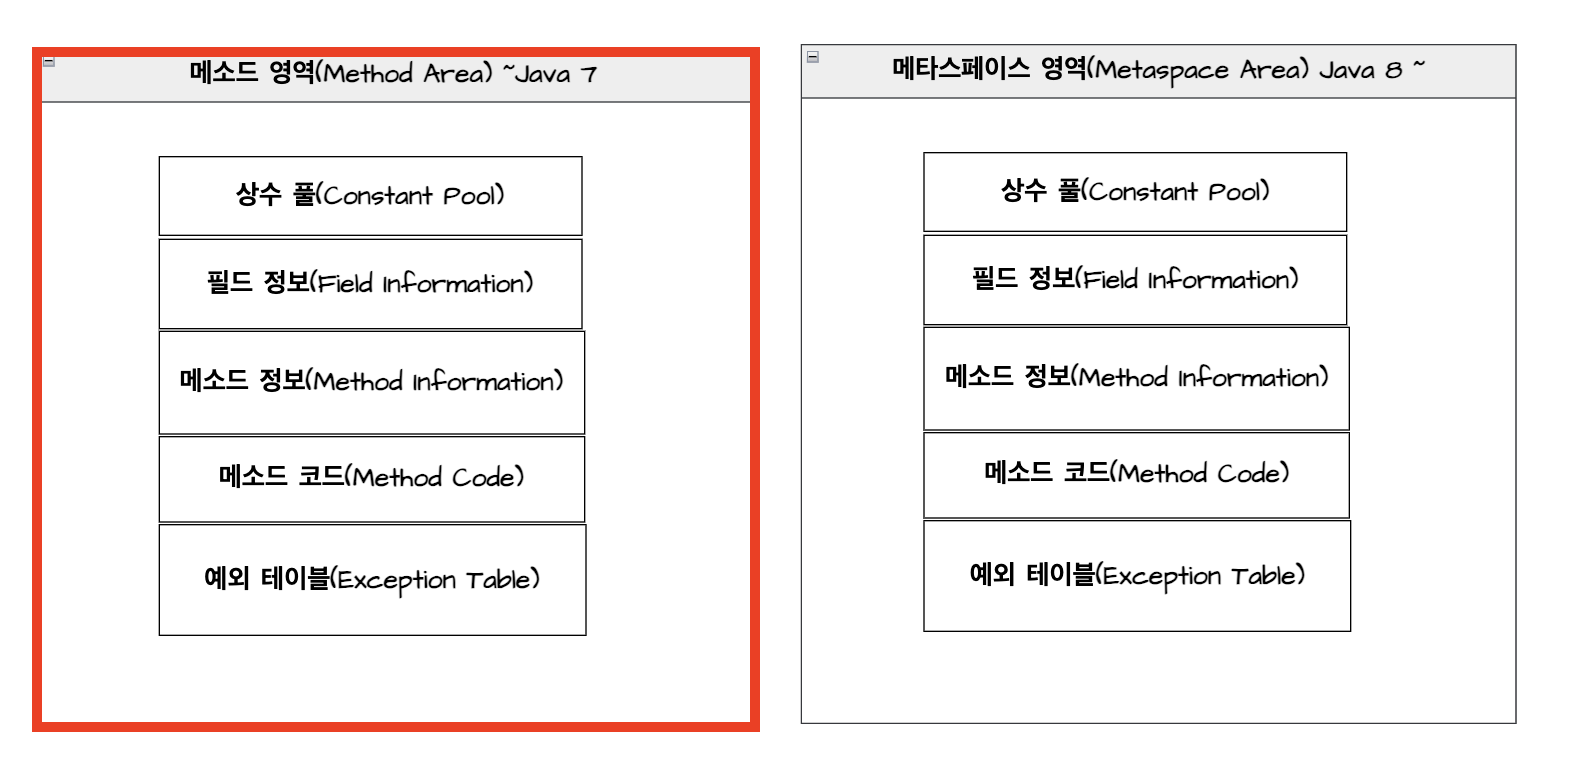 메소드 영역(Method Area) ~Java 7
상수 풀(Constant Pool)
필드 정보(Field Information)
메소드 정보(Method Information)
메소드 코드(Method Code)
예외 테이블(Exception Table)
메타스페이스 영역(Metaspace Area) Java 8 ~
상수 풀(Constant Pool)
필드 정보(Field Information)
메소드 정보(Method Information)
메소드 코드(Method Code)
예외 테이블(Exception Table)